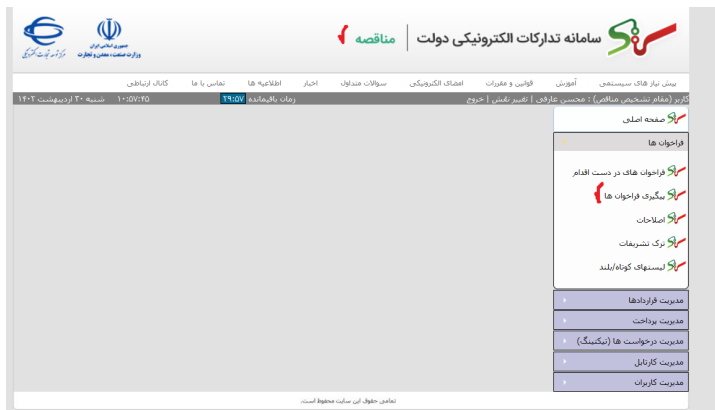 سامانه تدارکات الکترونیکی دولت | مناقصه
جمهوری اسلامی ایران
وزارت صنعت، معدن و تجارت
مرکز توسعه تجارت الکترونیکی
پیش نیاز های سیستمی آموزش قوانین و مقررات امضای الکترونیکی سوالات متداول اخبار اطلاعیه ها تماس با ما کانال ارتباطی
کاربر (مقام تشخیص مناقص) : محسن عارفی | تغییر نقش | خروج زمان باقیمانده ۲۹:۵۷ ۱۰:۵۷:۴۵ شنبه ۳۰ اردیبهشت ۱۴۰۲
صفحه اصلی
فراخوان ها
فراخوان های در دست اقدام
پیگیری فراخوان ها
اصلاحات
ترک تشریفات
لیستهای کوتاه/بلند
مدیریت قراردادها
مدیریت پرداخت
مدیریت درخواست ها (تیکتینگ)
مدیریت کارتابل
مدیریت کاربران
تمامی حقوق این سایت محفوظ است.